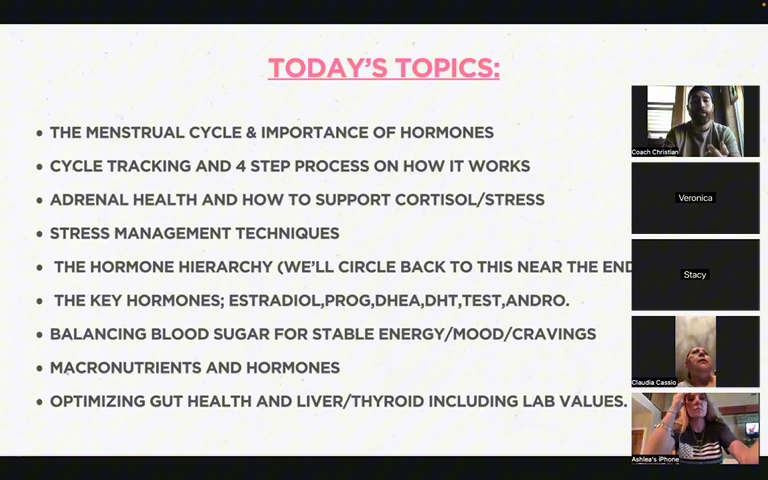 TODAY'S TOPICS:
• THE MENSTRUAL CYCLE & IMPORTANCE OF HORMONES
• CYCLE TRACKING AND 4 STEP PROCESS ON HOW IT WORKS
• ADRENAL HEALTH AND HOW TO SUPPORT CORTISOL/STRESS
• STRESS MANAGEMENT TECHNIQUES
• THE HORMONE HIERARCHY (WE'LL CIRCLE BACK TO THIS NEAR THE END
• THE KEY HORMONES; ESTRADIOL,PROG,DHEA,DHT,TEST,ANDRO.
• BALANCING BLOOD SUGAR FOR STABLE ENERGY/MOOD/CRAVINGS
• MACRONUTRIENTS AND HORMONES
• OPTIMIZING GUT HEALTH AND LIVER/THYROID INCLUDING LAB VALUES.
Coach Christian
Veronica
Stacy
Claudia Cassio
Ashlea's iPhone